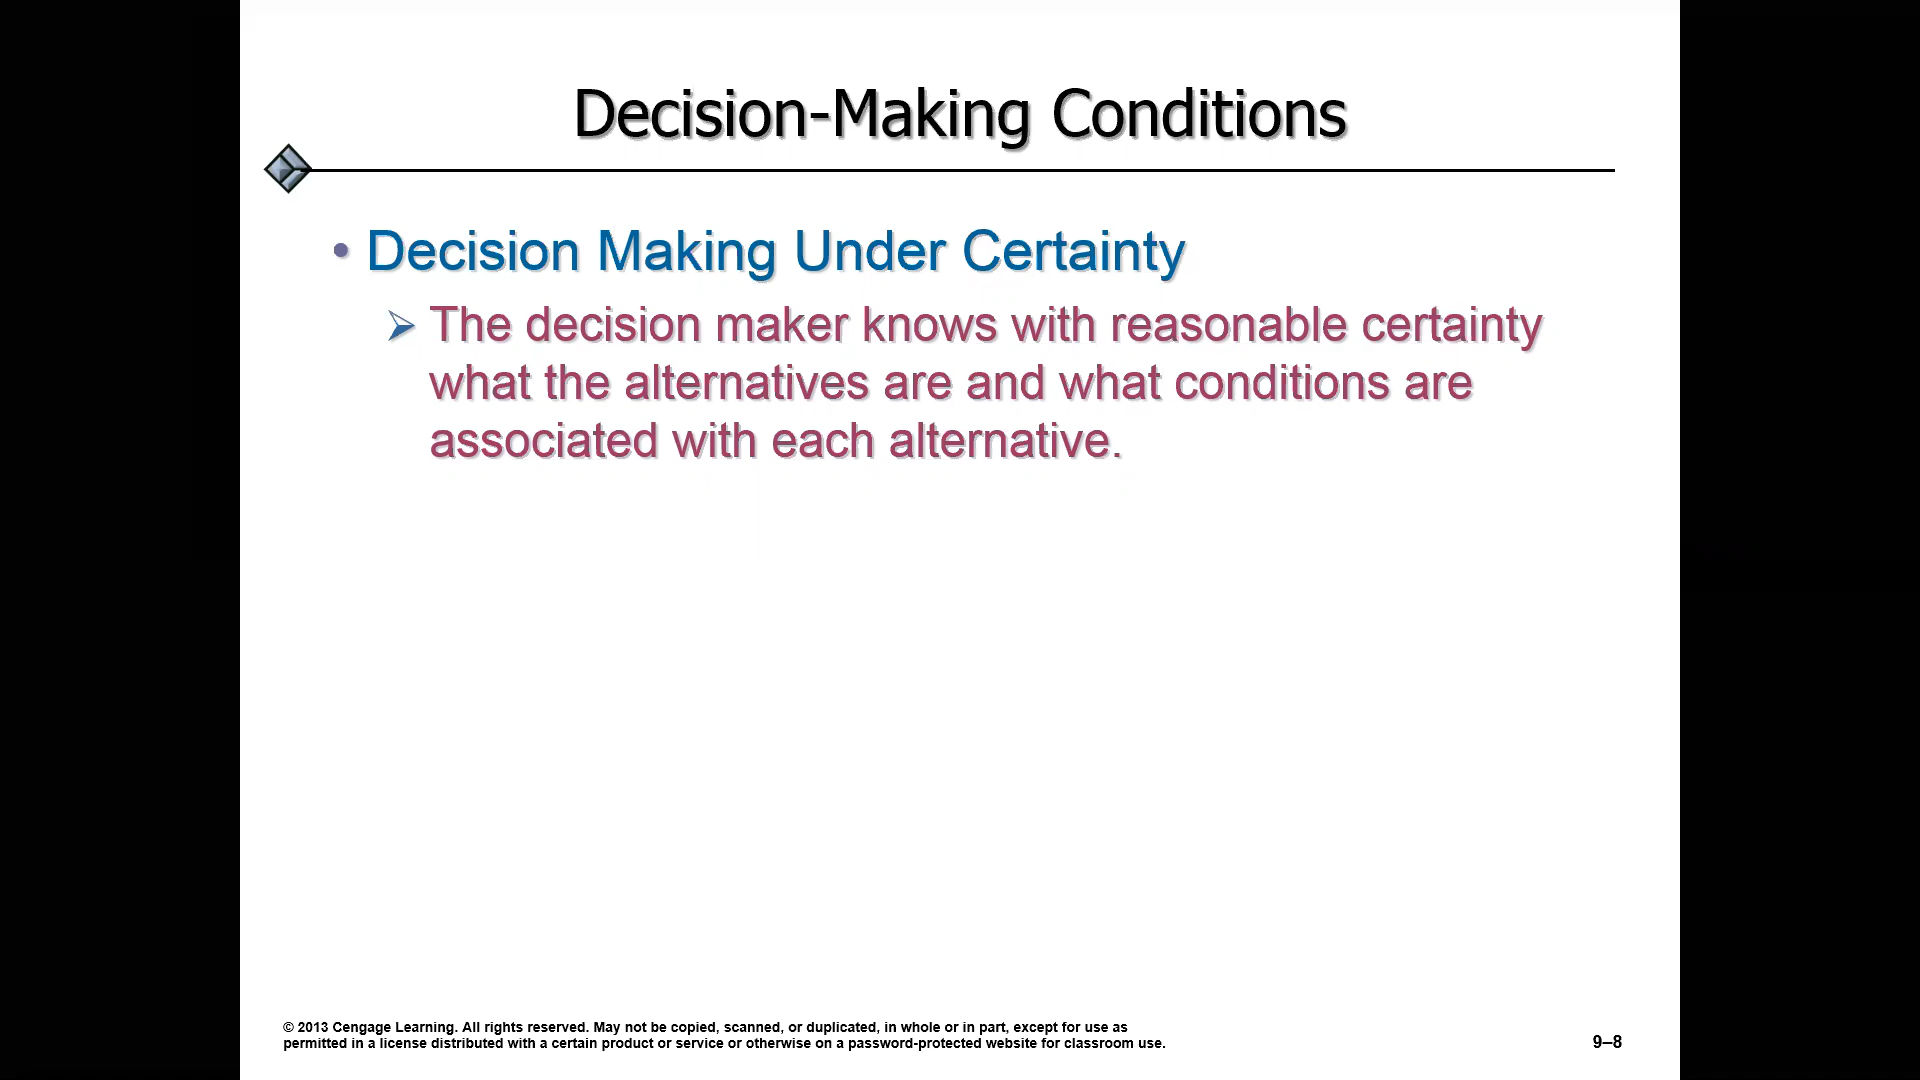 Decision-Making Conditions
• Decision Making Under Certainty
➢ The decision maker knows with reasonable certainty
what the alternatives are and what conditions are
associated with each alternative.
© 2013 Cengage Learning. All rights reserved. May not be copied, scanned, or duplicated, in whole or in part, except for use as
permitted in a license distributed with a certain product or service or otherwise on a password-protected website for classroom use.
9–8